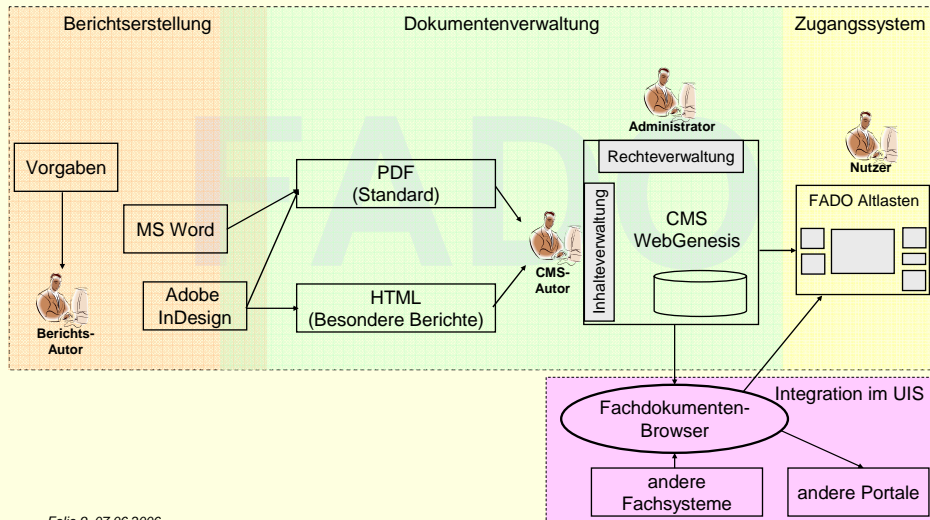 Berichtserstellung
Dokumentenverwaltung
Zugangssystem
FADO
Administrator
Nutzer
Vorgaben
MS Word
Adobe
InDesign
Berichts-
Autor
PDF
(Standard)
HTML
(Besondere Berichte)
CMS-
Autor
Rechteverwaltung
Inhalteverwaltung
CMS
WebGenesis
FADO Altlasten
Integration im UIS
Fachdokumenten-
Browser
andere
Fachsysteme
andere Portale